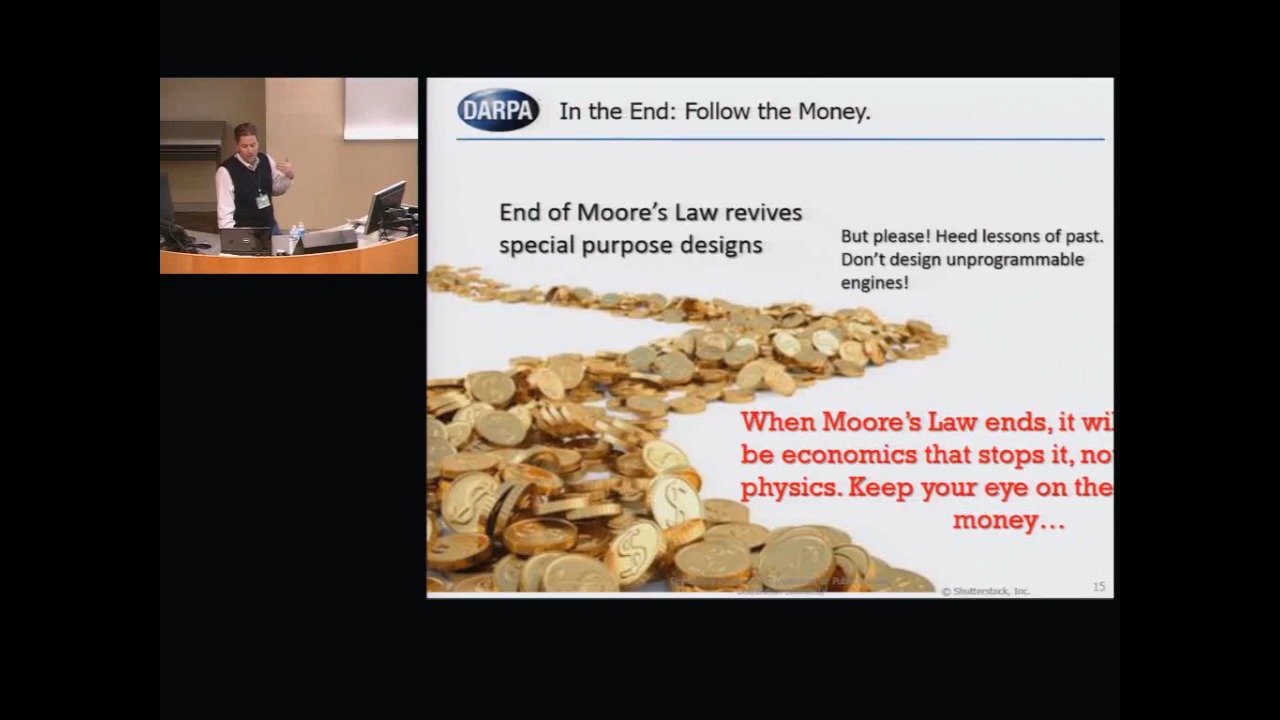 DARPA
In the End: Follow the Money.
End of Moore's Law revives
special purpose designs
But please! Heed lessons of past.
Don't design unprogrammable
engines!
When Moore's Law ends, it wil
be economics that stops it, no
physics. Keep your eye on the
money…
© Shutterstock, Inc.
15